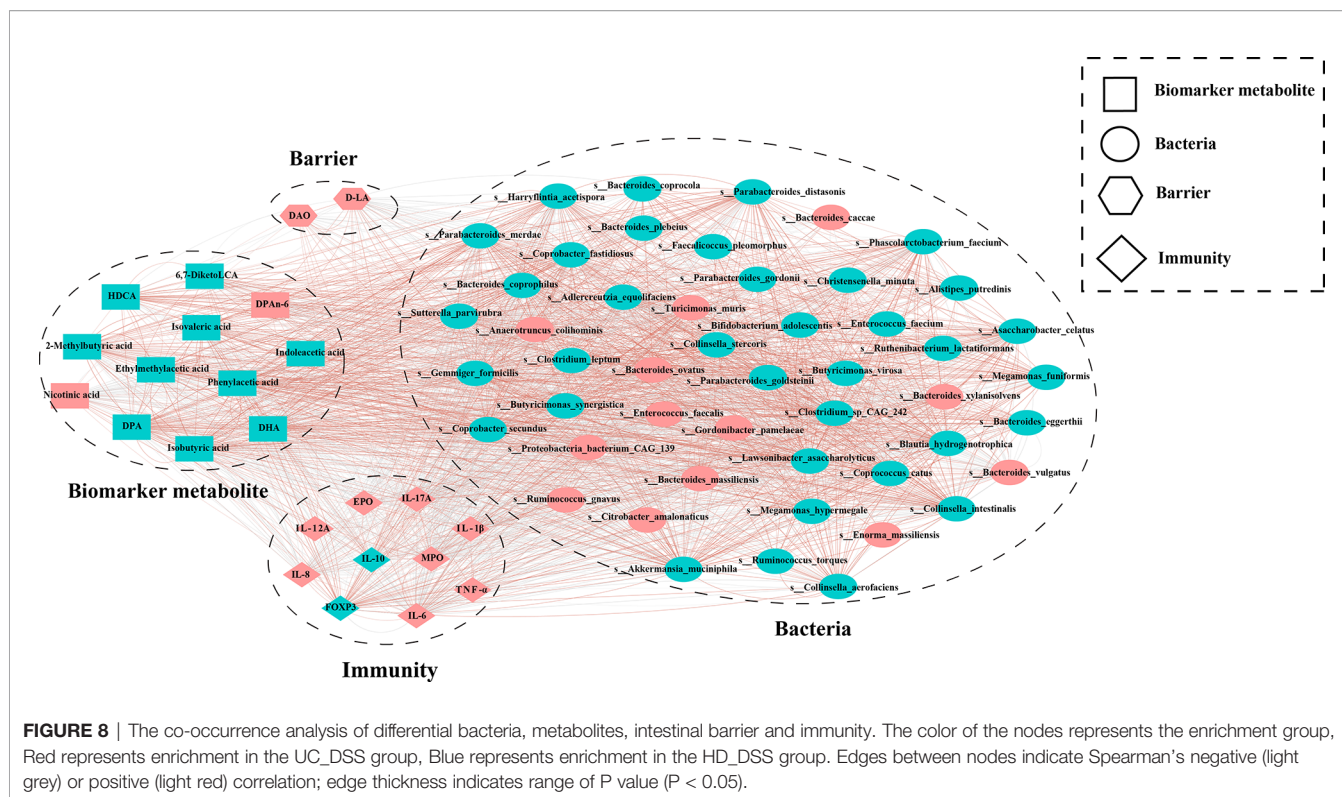 Biomarker metabolite
Bacteria
Barrier
Immunity
Barrier
D-LA
DAO
6,7-DiketoLCA
HDCA
DPAn-6
Isovaleric acid
2-Methylbutyric acid
Indoleacetic acid
Ethylmethylacetic acid
Phenylacetic acid
Nicotinic acid
DPA
DHA
Isobutyric acid
Biomarker metabolite
EPO
IL-17A
IL-12A
IL-1β
IL-10
MPO
IL-8
TNF-α
FOXP3
IL-6
Immunity
s__Bacteroides_coprocola
s__Harryflintia_acetispora
s__Parabacteroides_distasonis
s__Bacteroides_caccae
s__Bacteroides_plebeius
s__Parabacteroides_merdae
s__Faecalicoccus_pleomorphus
s__Phascolarctobacterium_faecium
s__Coprobacter_fastidiosus
s__Parabacteroides_gordonii
s__Christensenella_minuta
s__Alistipes_putredinis
s__Bacteroides_coprophilus
s__Adlercreutzia_equolifaciens
s__Turicimonas_muris
s__Sutterella_parvirubra
s__Anaerotruncus_colihominis
s__Bifidobacterium_adolescentis
s__Enterococcus_faecium
s__Asaccharobacter_celatus
s__Collinsella_stercoris
s__Ruthenibacterium_lactatiformans
s__Clostridium_leptum
s__Gemmiger_formicilis
s__Bacteroides_ovatus
s__Parabacteroides_goldsteinii
s__Butyricimonas_virosa
s__Megamonas_funiformis
s__Bacteroides_xylanisolvens
s__Butyricimonas_synergistica
s__Enterococcus_faecalis
s__Clostridium_sp_CAG_242
s__Bacteroides_eggerthii
s__Coprobacter_secundus
s__Gordonibacter_pamelaeae
s__Proteobacteria_bacterium_CAG_139
s__Blautia_hydrogenotrophica
s__Lawsonibacter_asaccharolyticus
s__Coprococcus_catus
s__Bacteroides_vulgatus
s__Bacteroides_massiliensis
s__Ruminococcus_gnavus
s__Citrobacter_amalonaticus
s__Megamonas_hypermegale
s__Collinsella_intestinalis
s__Enorma_massiliensis
s__Akkermansia_muciniphila
s__Ruminococcus_torques
s__Collinsella_aerofaciens
Bacteria
FIGURE 8 | The co-occurrence analysis of differential bacteria, metabolites, intestinal barrier and immunity. The color of the nodes represents the enrichment group,
Red represents enrichment in the UC_DSS group, Blue represents enrichment in the HD_DSS group. Edges between nodes indicate Spearman's negative (light
grey) or positive (light red) correlation; edge thickness indicates range of P value (P < 0.05).